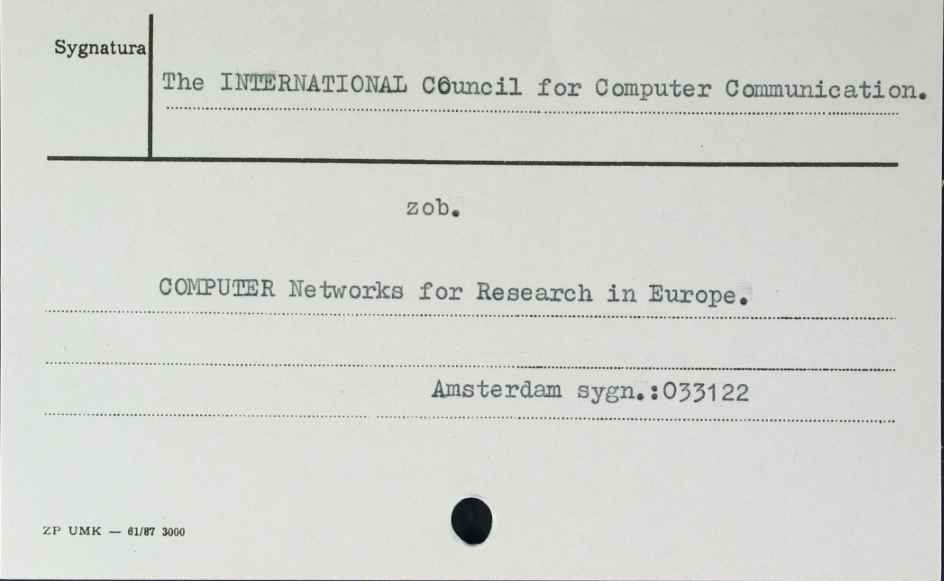 Sygnatura
The INTERNATIONAL Council for Computer Communication.
zob.
COMPUTER Networks for Research in Europe.
Amsterdam sygn.:033122
ZP UMK — 61/87 3000